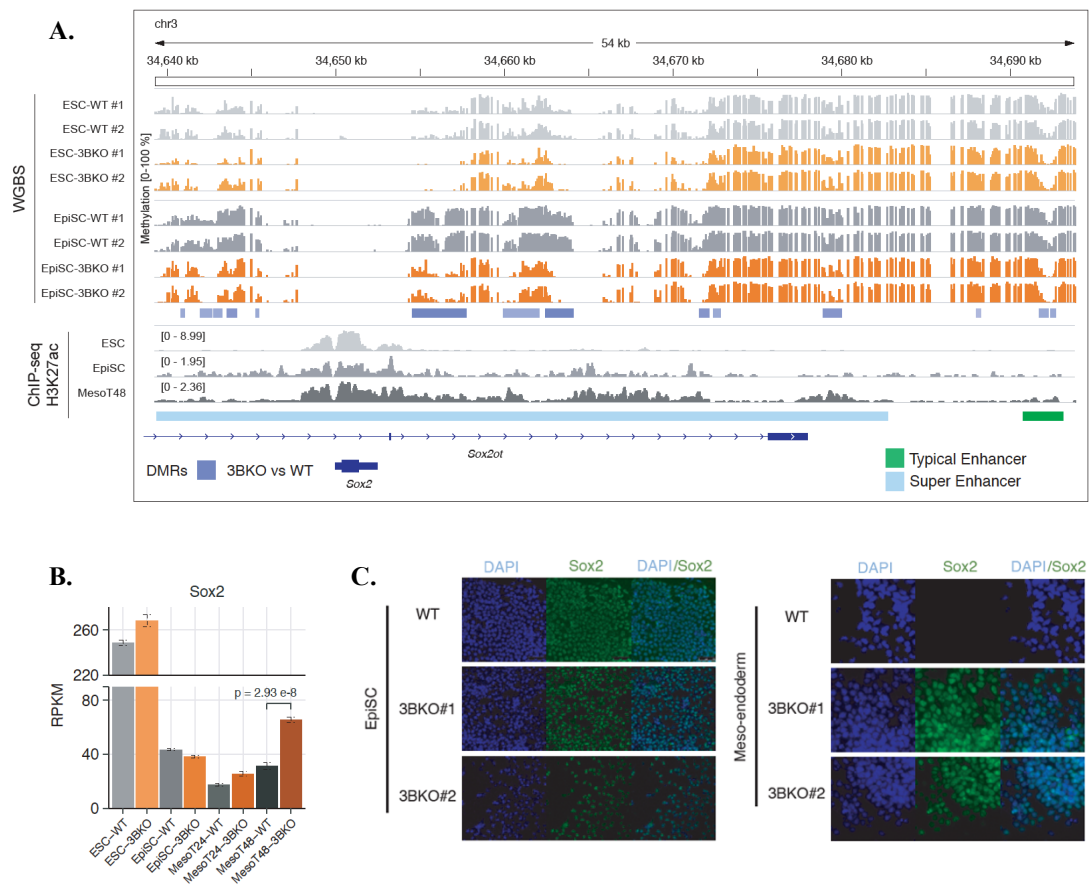 A.
chr3
54 kb
34,640 kb 34,650 kb 34,660 kb 34,670 kb 34,680 kb 34,690 kb
WGBS
Methylation [0-100 %]
ESC-WT #1
ESC-WT #2
ESC-3BKO #1
ESC-3BKO #2
EpiSC-WT #1
EpiSC-WT #2
EpiSC-3BKO #1
EpiSC-3BKO #2
ChIP-seq
H3K27ac
ESC [0 - 8.99]
EpiSC [0 - 1.95]
MesoT48 [0 - 2.36]
Sox2ot
DMRs 3BKO vs WT
Sox2
Typical Enhancer
Super Enhancer
B.
Sox2
RPKM
260
220
80
40
0
p = 2.93 e-8
ESC–WT
ESC–3BKO
EpiSC–WT
EpiSC–3BKO
MesoT24–WT
MesoT24–3BKO
MesoT48–WT
MesoT48–3BKO
C.
DAPI Sox2 DAPI/Sox2
EpiSC
WT
3BKO#1
3BKO#2
DAPI Sox2 DAPI/Sox2
Meso-endoderm
WT
3BKO#1
3BKO#2